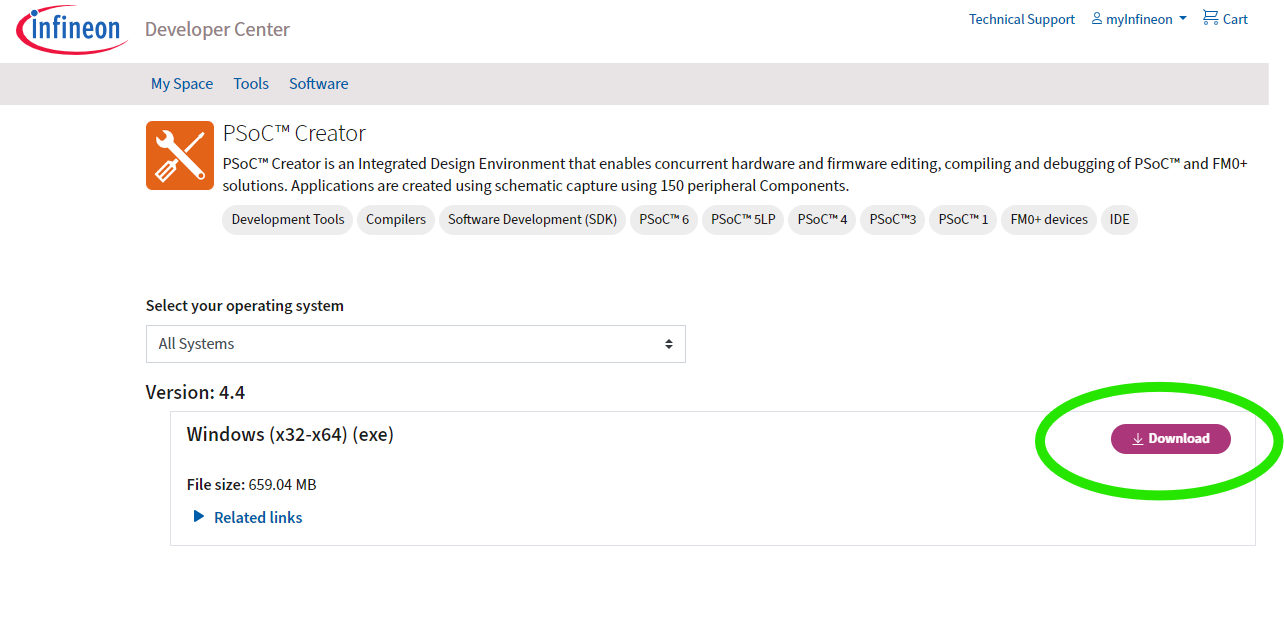 infineon Developer Center
Technical Support myInfineon Cart
My Space Tools Software
PSoC™ Creator
PSoC™ Creator is an Integrated Design Environment that enables concurrent hardware and firmware editing, compiling and debugging of PSoC™ and FM0+
solutions. Applications are created using schematic capture using 150 peripheral Components.
Development Tools Compilers Software Development (SDK) PSoC™ 6 PSoC™ 5LP PSoC™ 4 PSoC™3 PSoC™ 1 FM0+ devices IDE
Select your operating system
All Systems
Version: 4.4
Windows (x32-x64) (exe)
Download
File size: 659.04 MB
Related links